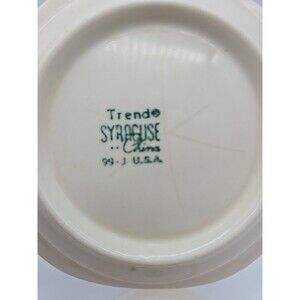 Trend®
SYRACUSE
China
99-J U.S.A.